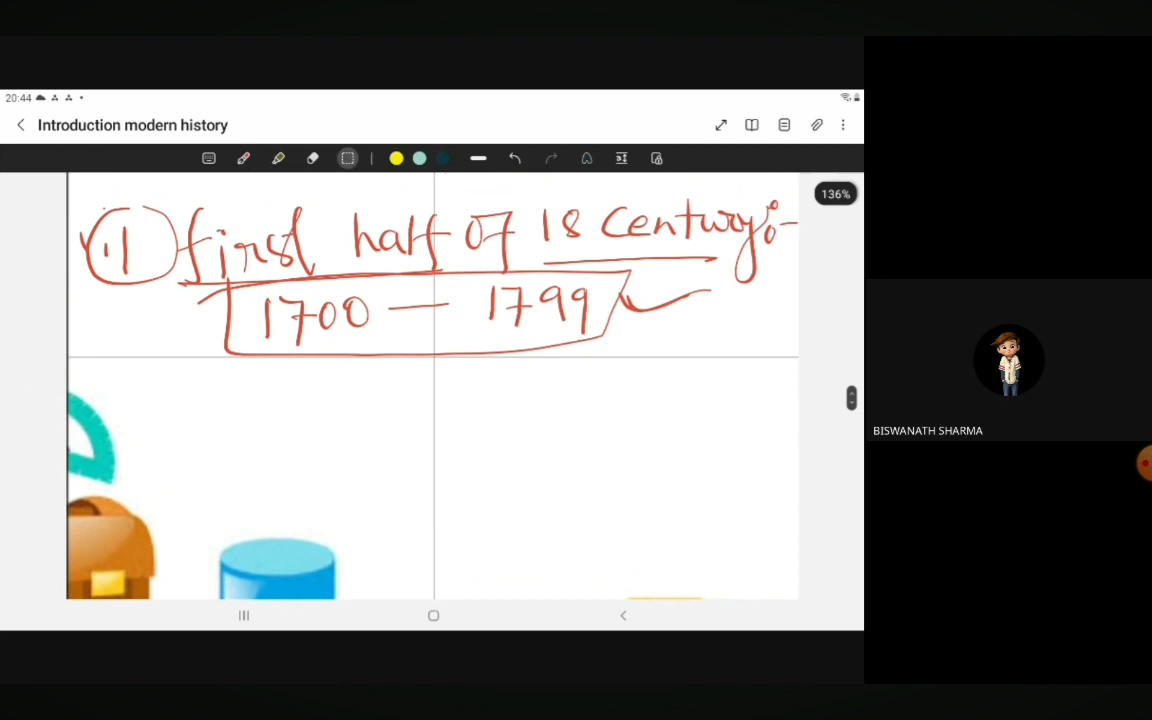 20:44
Introduction modern history
136%
① first half of 18 Century:-
1700 — 1799
BISWANATH SHARMA